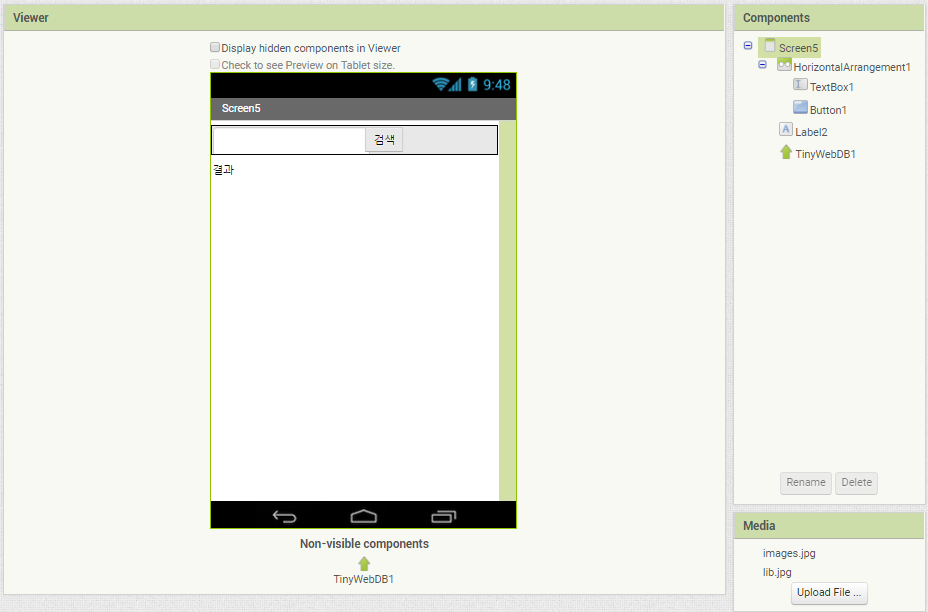 Viewer
Display hidden components in Viewer
Check to see Preview on Tablet size.
9:48
Screen5
검색
결과
Non-visible components
TinyWebDB1
Components
Screen5
HorizontalArrangement1
TextBox1
Button1
A Label2
TinyWebDB1
Rename Delete
Media
images.jpg
lib.jpg
Upload File ...